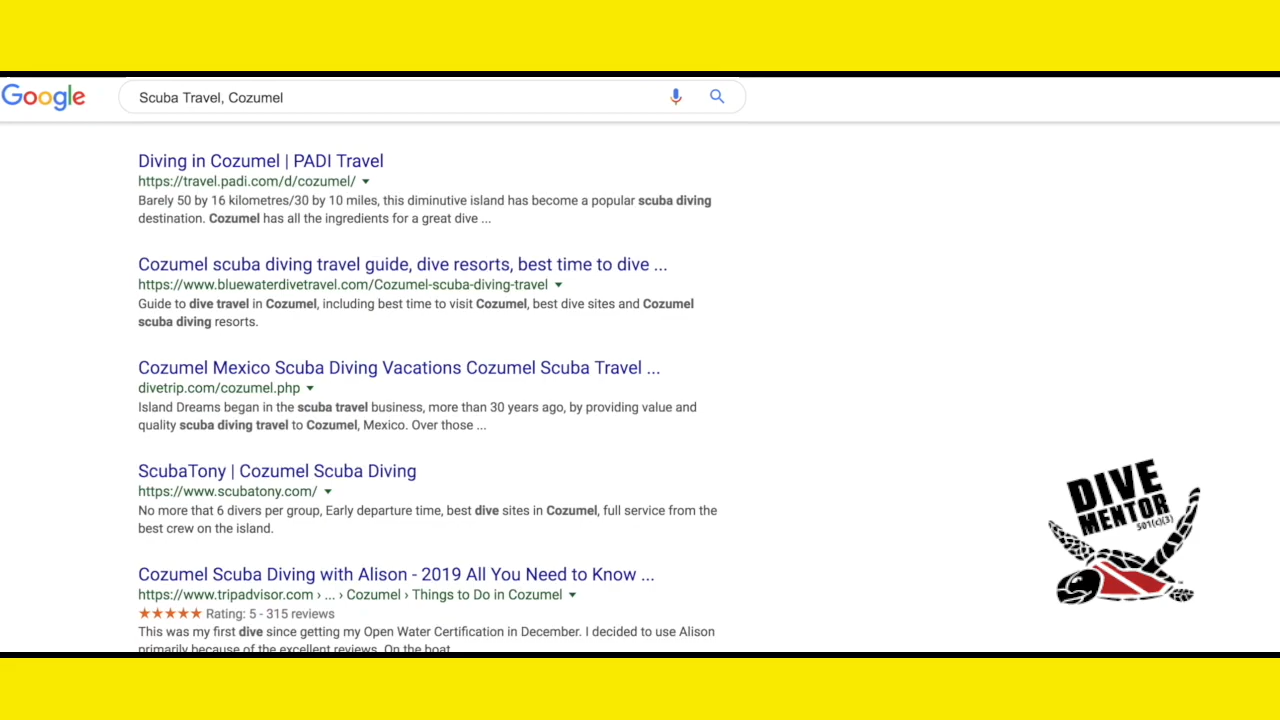 Google
Scuba Travel, Cozumel
Diving in Cozumel | PADI Travel
https://travel.padi.com/d/cozumel/
Barely 50 by 16 kilometres/30 by 10 miles, this diminutive island has become a popular scuba diving
destination. Cozumel has all the ingredients for a great dive ...
Cozumel scuba diving travel guide, dive resorts, best time to dive ...
https://www.bluewaterdivetravel.com/Cozumel-scuba-diving-travel
Guide to dive travel in Cozumel, including best time to visit Cozumel, best dive sites and Cozumel
scuba diving resorts.
Cozumel Mexico Scuba Diving Vacations Cozumel Scuba Travel ...
divetrip.com/cozumel.php
Island Dreams began in the scuba travel business, more than 30 years ago, by providing value and
quality scuba diving travel to Cozumel, Mexico. Over those ...
ScubaTony | Cozumel Scuba Diving
https://www.scubatony.com/
No more that 6 divers per group, Early departure time, best dive sites in Cozumel, full service from the
best crew on the island.
Cozumel Scuba Diving with Alison - 2019 All You Need to Know ...
https://www.tripadvisor.com › ... › Cozumel › Things to Do in Cozumel
Rating: 5 - 315 reviews
This was my first dive since getting my Open Water Certification in December. I decided to use Alison
primarily because of the excellent reviews. On the boat
DIVE
MENTOR
501(c)(3)